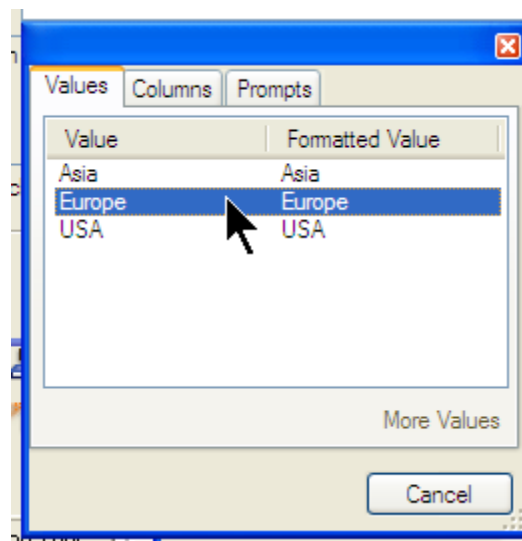 Values Columns Prompts
Value Formatted Value
Asia Asia
Europe Europe
USA USA
More Values
Cancel